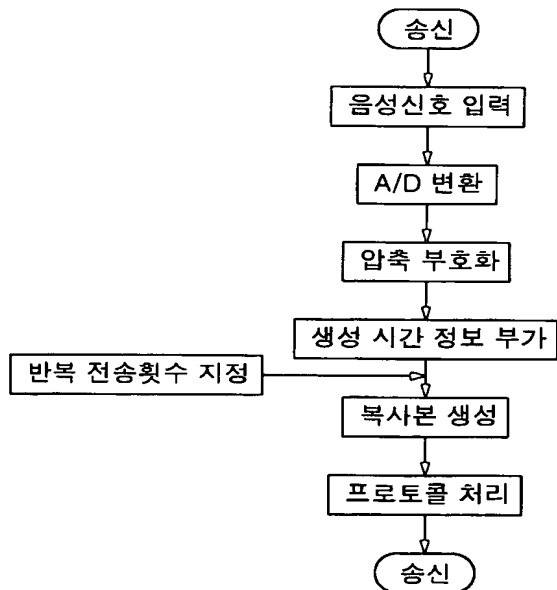 송신
음성신호 입력
A/D 변환
압축 부호화
생성 시간 정보 부가
반복 전송횟수 지정
복사본 생성
프로토콜 처리
송신